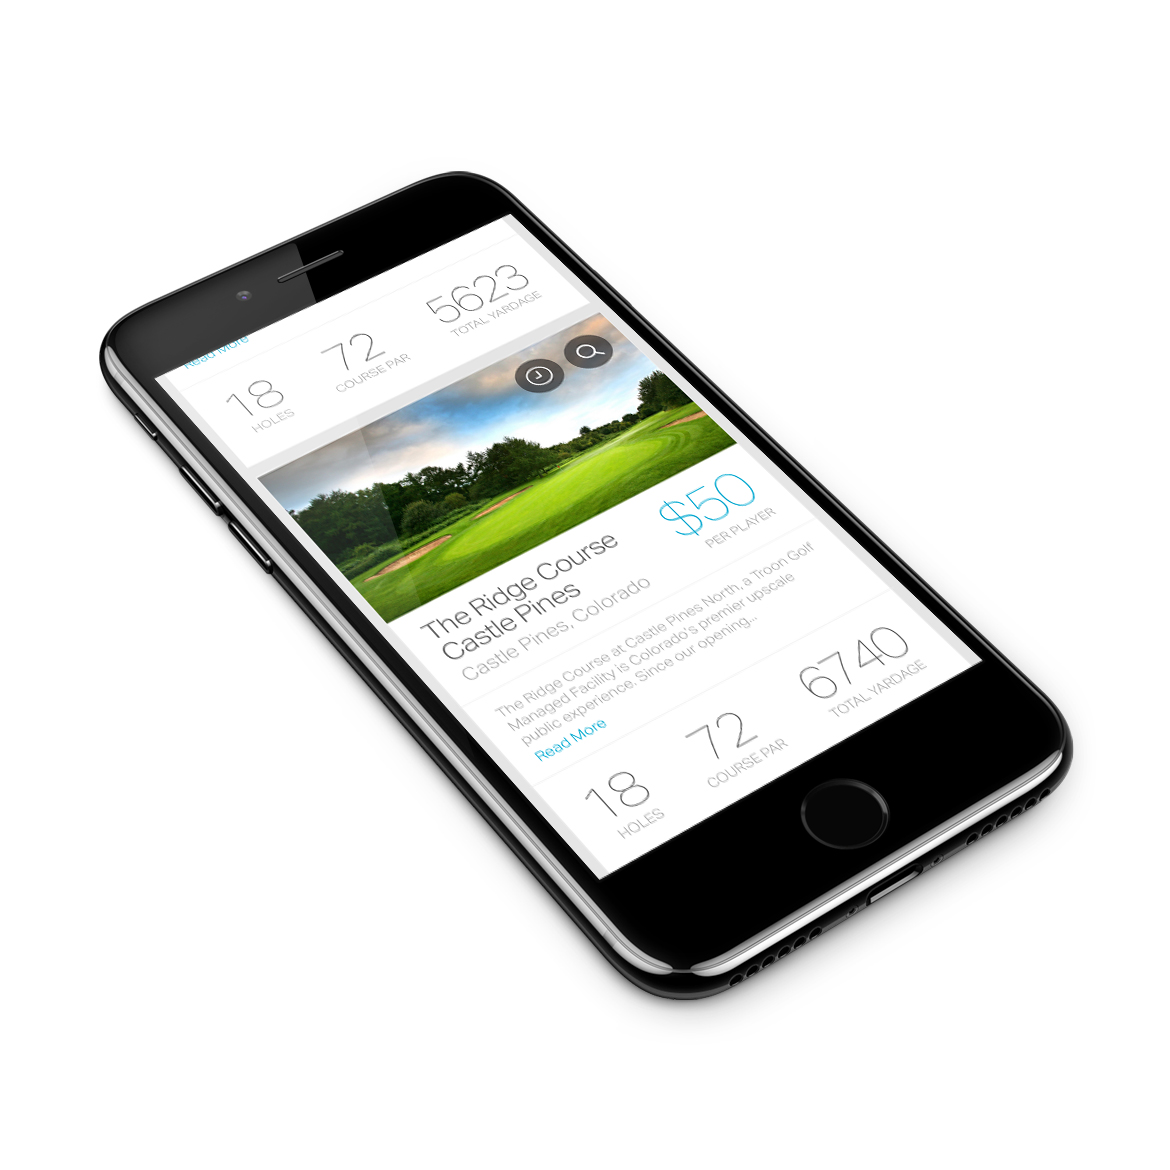 Read More
18
HOLES
72
COURSE PAR
5623
TOTAL YARDAGE
The Ridge Course
Castle Pines
Castle Pines, Colorado
$50
PER PLAYER
The Ridge Course at Castle Pines North, a Troon Golf
Managed Facility is Colorado's premier upscale
public experience. Since our opening...
Read More
18
HOLES
72
COURSE PAR
6740
TOTAL YARDAGE